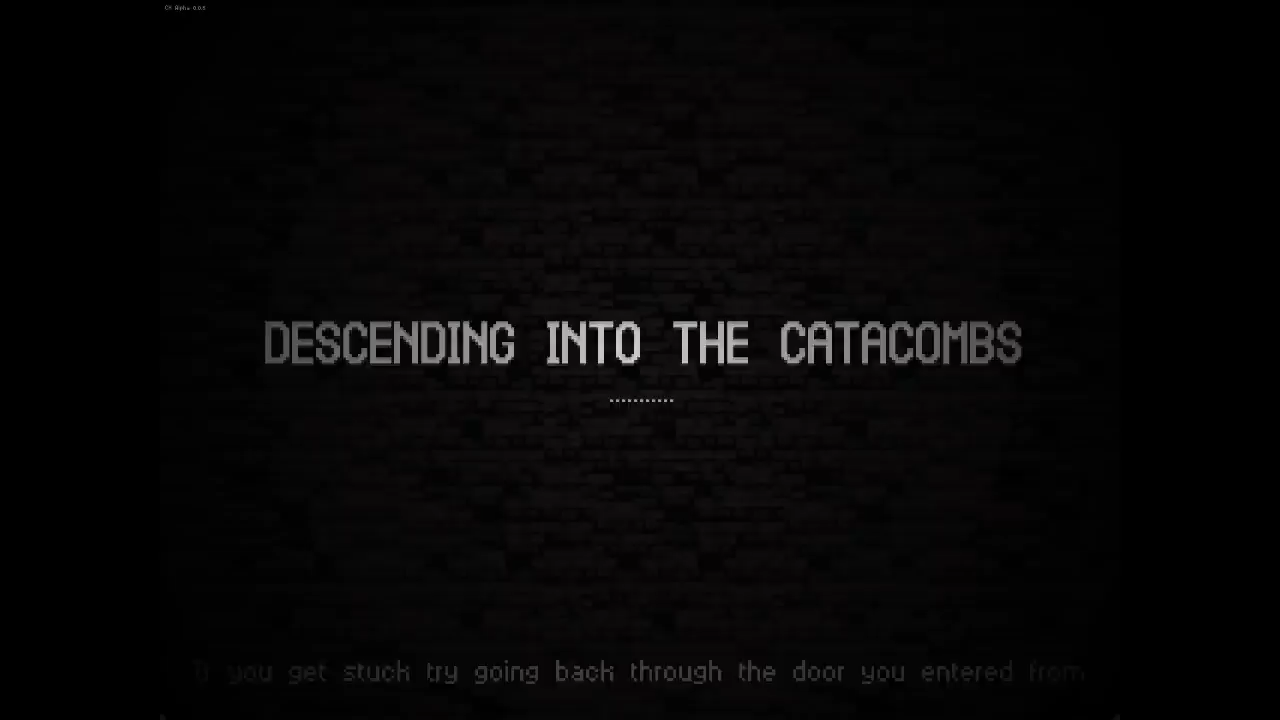 DESCENDING INTO THE CATACOMBS
...........
you get stuck try going back through the door you entered from